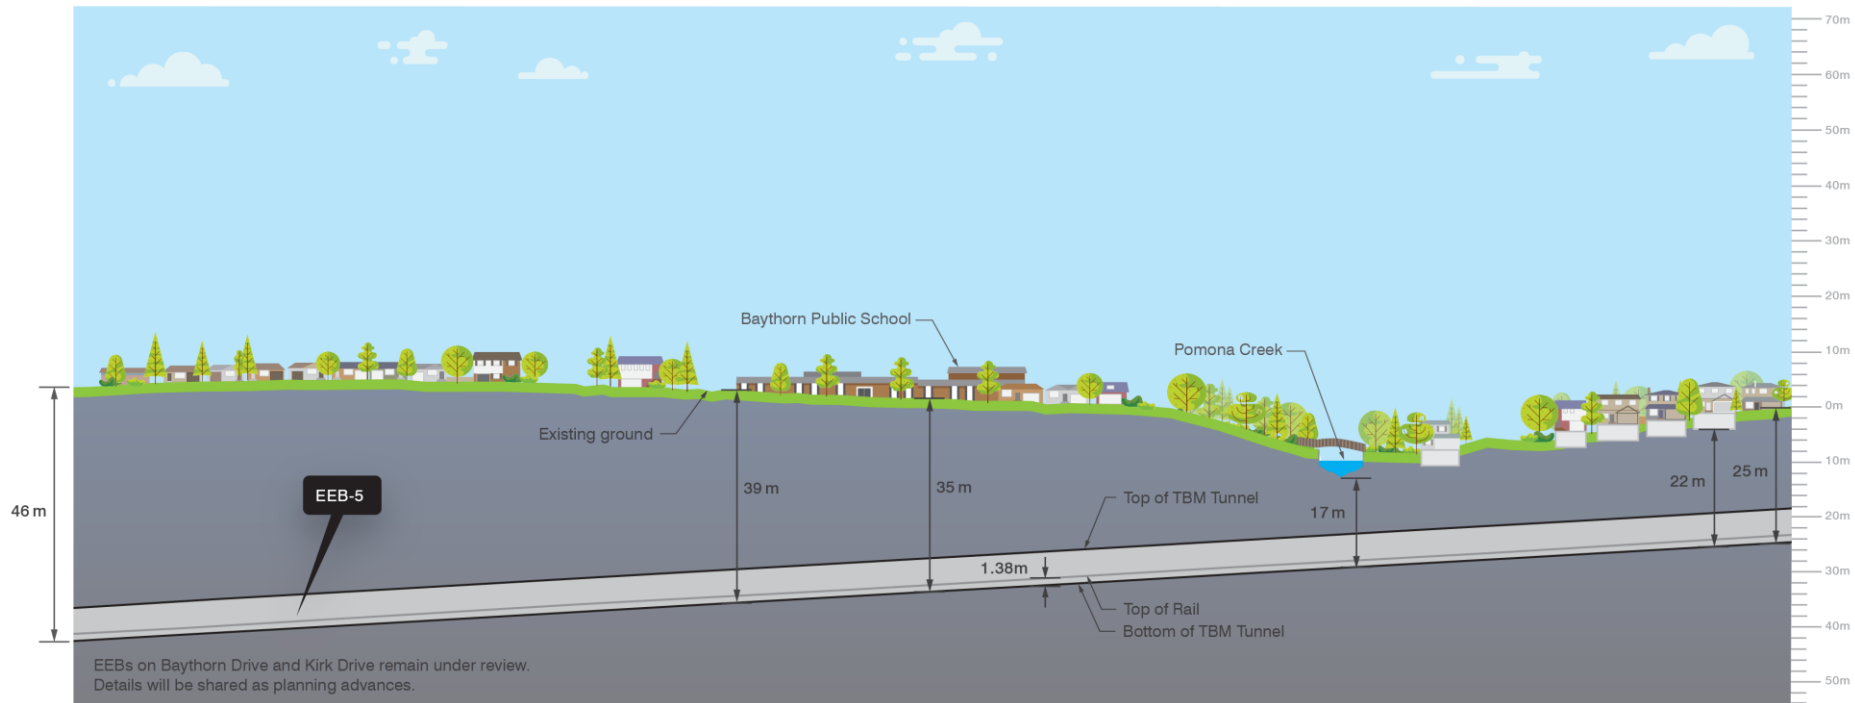 70m
60m
50m
40m
30m
20m
Baythorn Public School
Pomona Creek
10m
0m
Existing ground
10m
EEB-5
39 m
35 m
Top of TBM Tunnel
17 m
22 m
25 m
46 m
20m
1.38m
30m
Top of Rail
Bottom of TBM Tunnel
40m
EEBs on Baythorn Drive and Kirk Drive remain under review.
Details will be shared as planning advances.
50m